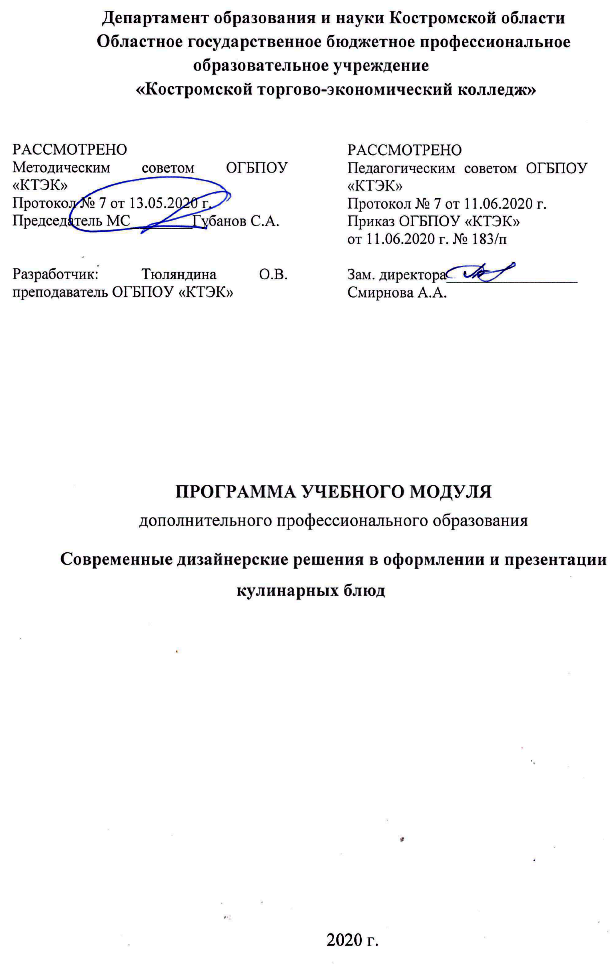 Департамент образования и науки Костромской области
Областное государственное бюджетное профессиональное
образовательное учреждение
«Костромской торгово-экономический колледж»
РАССМОТРЕНО
Методическим советом ОГБПОУ
«КТЭК»
Протокол № 7 от 13.05.2020 г.
Председатель МС ________Губанов С.А.
Разработчик: Тюляндина О.В.
преподаватель ОГБПОУ «КТЭК»
РАССМОТРЕНО
Педагогическим советом ОГБПОУ
«КТЭК»
Протокол № 7 от 11.06.2020 г.
Приказ ОГБПОУ «КТЭК»
от 11.06.2020 г. № 183/п
Зам. директора________________
Смирнова А.А.
ПРОГРАММА УЧЕБНОГО МОДУЛЯ
дополнительного профессионального образования
Современные дизайнерские решения в оформлении и презентации
кулинарных блюд
2020 г.